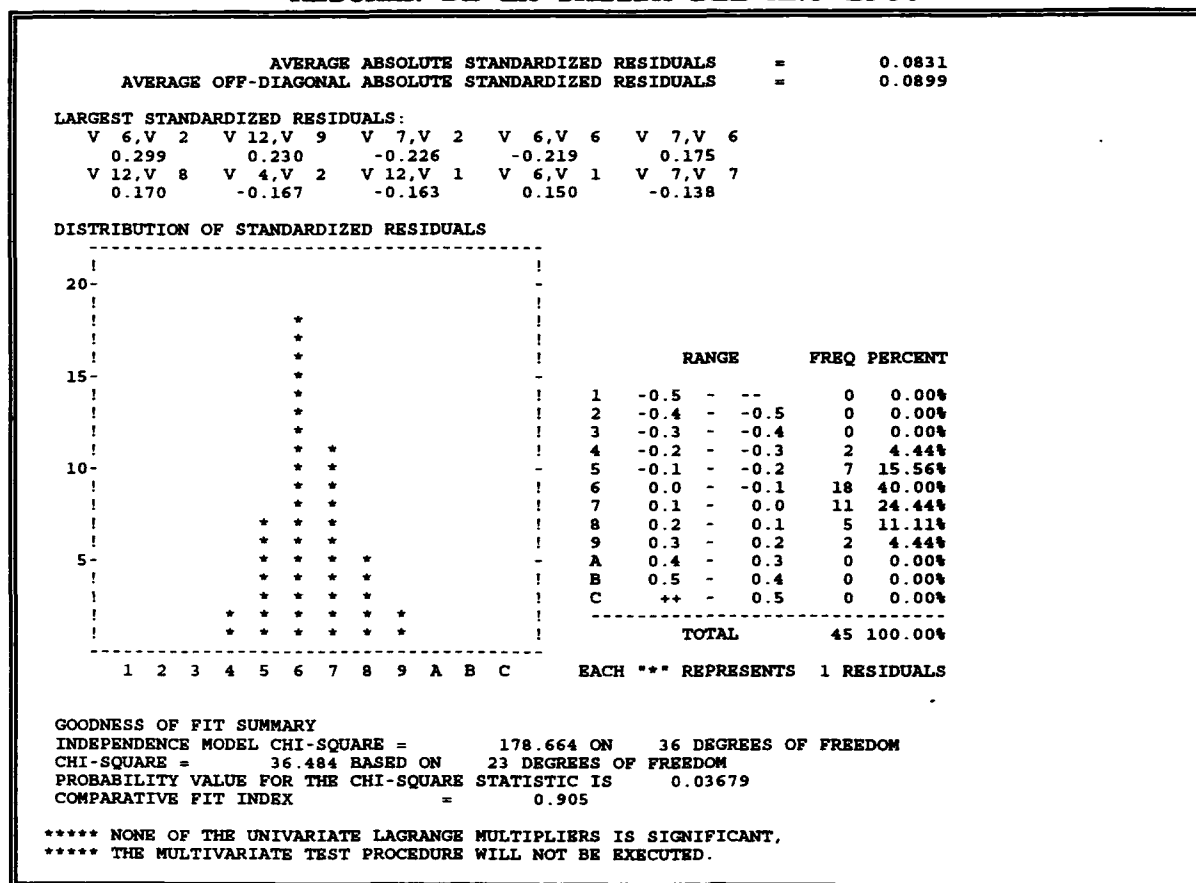 AVERAGE ABSOLUTE STANDARDIZED RESIDUALS = 0.0831
AVERAGE OFF-DIAGONAL ABSOLUTE STANDARDIZED RESIDUALS = 0.0899
LARGEST STANDARDIZED RESIDUALS:
V 6,V 2 V 12,V 9 V 7,V 2 V 6,V 6 V 7,V 6
0.299 0.230 -0.226 -0.219 0.175
V 12,V 8 V 4,V 2 V 12,V 1 V 6,V 1 V 7,V 7
0.170 -0.167 -0.163 0.150 -0.138
DISTRIBUTION OF STANDARDIZED RESIDUALS
----------------------------------------
! !
20- -
! !
! * !
! * !
! * ! RANGE FREQ PERCENT
15- * -
! * ! 1 -0.5 - -- 0 0.00%
! * ! 2 -0.4 - -0.5 0 0.00%
! * ! 3 -0.3 - -0.4 0 0.00%
! * * ! 4 -0.2 - -0.3 2 4.44%
10- * * - 5 -0.1 - -0.2 7 15.56%
! * * ! 6 0.0 - -0.1 18 40.00%
! * * ! 7 0.1 - 0.0 11 24.44%
! * * * ! 8 0.2 - 0.1 5 11.11%
! * * * ! 9 0.3 - 0.2 2 4.44%
5- * * * * - A 0.4 - 0.3 0 0.00%
! * * * * ! B 0.5 - 0.4 0 0.00%
! * * * * ! C ++ - 0.5 0 0.00%
! * * * * * * ! -------------------------------
! * * * * * * ! TOTAL 45 100.00%
----------------------------------------
1 2 3 4 5 6 7 8 9 A B C EACH "*" REPRESENTS 1 RESIDUALS
GOODNESS OF FIT SUMMARY
INDEPENDENCE MODEL CHI-SQUARE = 178.664 ON 36 DEGREES OF FREEDOM
CHI-SQUARE = 36.484 BASED ON 23 DEGREES OF FREEDOM
PROBABILITY VALUE FOR THE CHI-SQUARE STATISTIC IS 0.03679
COMPARATIVE FIT INDEX = 0.905
***** NONE OF THE UNIVARIATE LAGRANGE MULTIPLIERS IS SIGNIFICANT,
***** THE MULTIVARIATE TEST PROCEDURE WILL NOT BE EXECUTED.